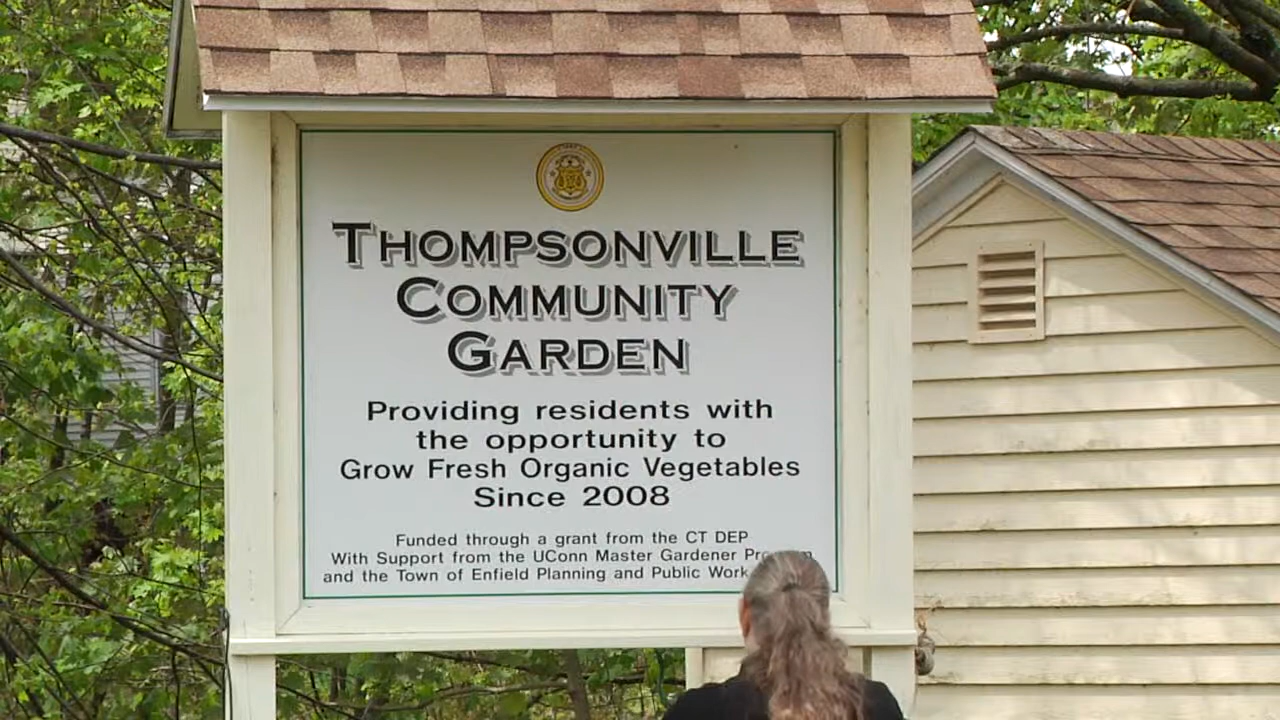 THOMPSONVILLE
COMMUNITY
GARDEN
Providing residents with
the opportunity to
Grow Fresh Organic Vegetables
Since 2008
Funded through a grant from the CT DEP
With Support from the UConn Master Gardener
and the Town of Enfield Planning and Public